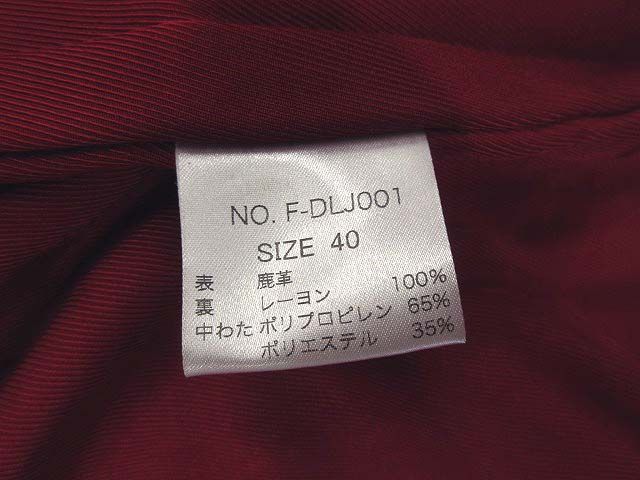 NO. F-DLJ001
SIZE 40
表 鹿革
裏 レーヨン 100%
中わた ポリプロピレン 65%
ポリエステル 35%